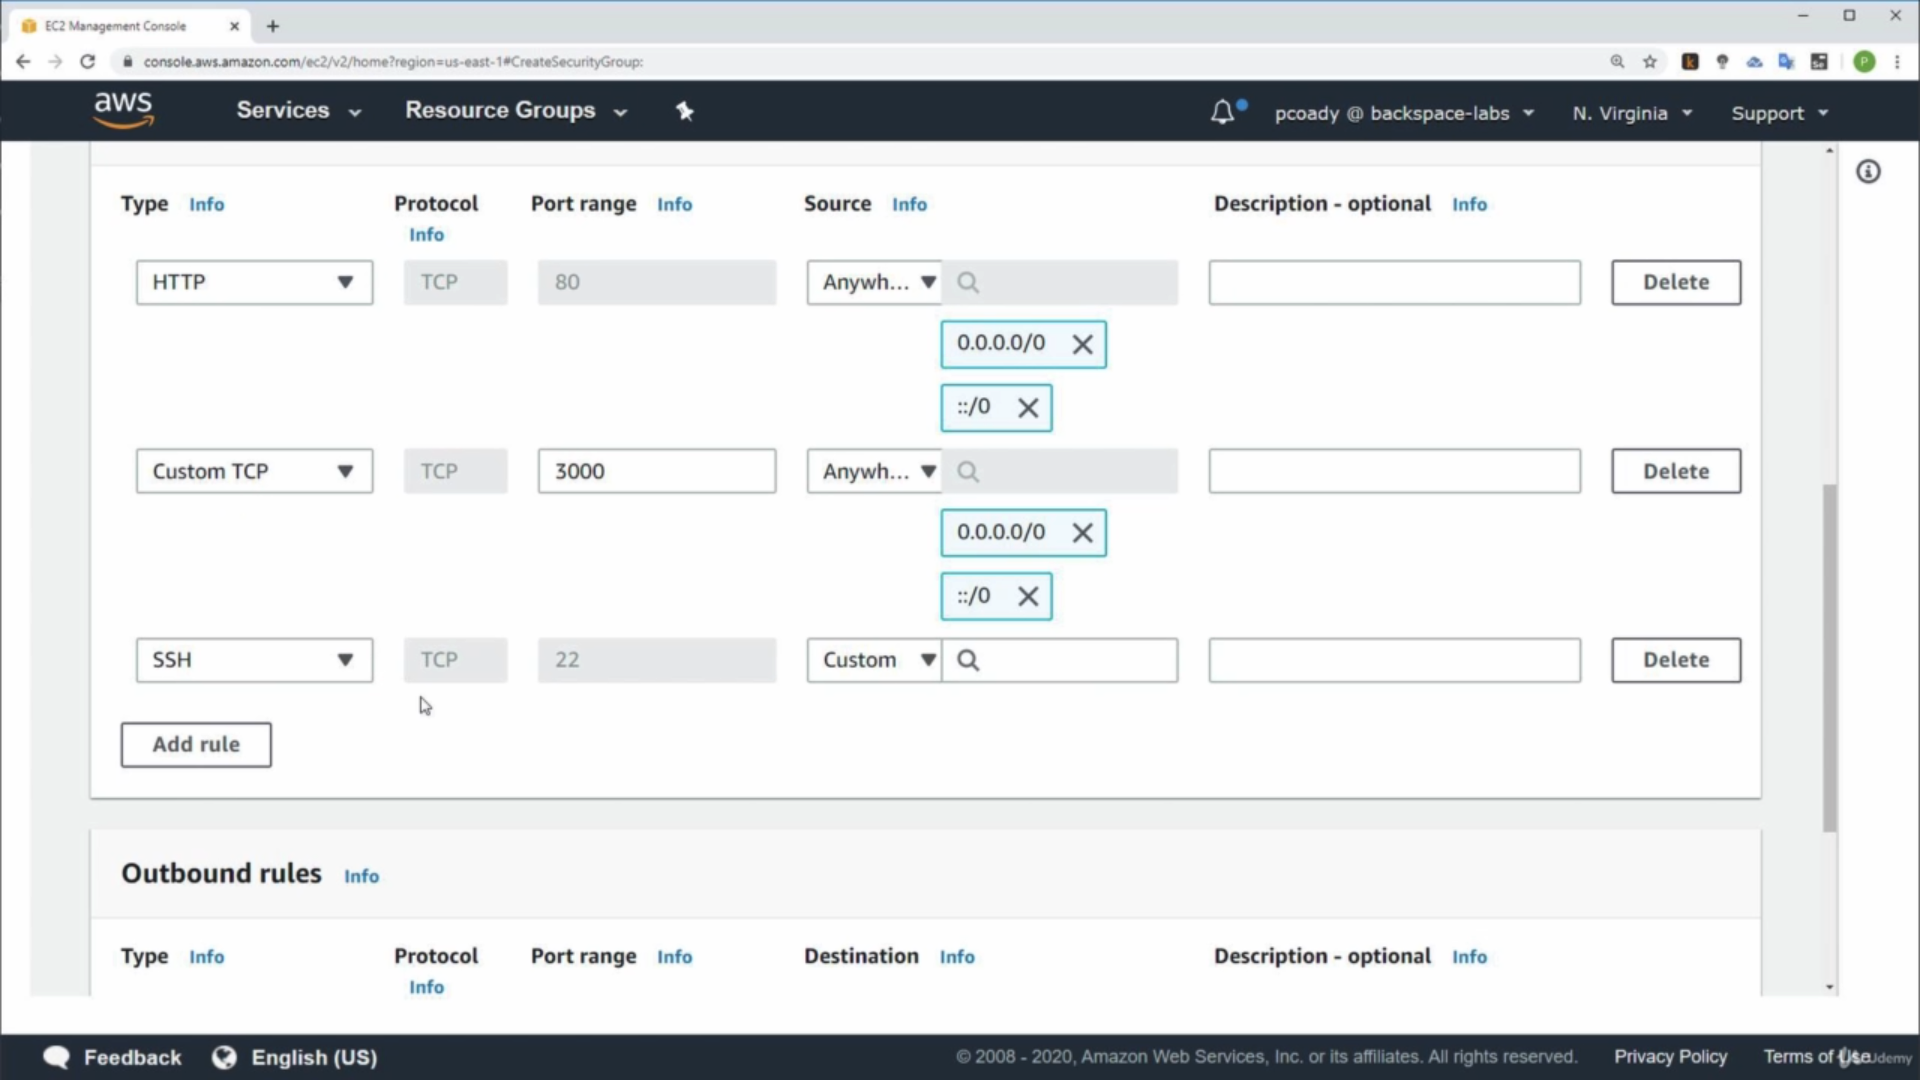 EC2 Management Console
console.aws.amazon.com/ec2/v2/home?region=us-east-1#CreateSecurityGroup:
P
aws Services Resource Groups pcoady @ backspace-labs N. Virginia Support
Type Info Protocol Info Port range Info Source Info Description - optional Info
HTTP TCP 80 Anywh... Delete
0.0.0.0/0
::/0
Custom TCP TCP 3000 Anywh... Delete
0.0.0.0/0
::/0
SSH TCP 22 Custom Delete
Add rule
Outbound rules Info
Type Info Protocol Info Port range Info Destination Info Description - optional Info
Feedback English (US) © 2008 - 2020, Amazon Web Services, Inc. or its affiliates. All rights reserved. Privacy Policy Terms of Use